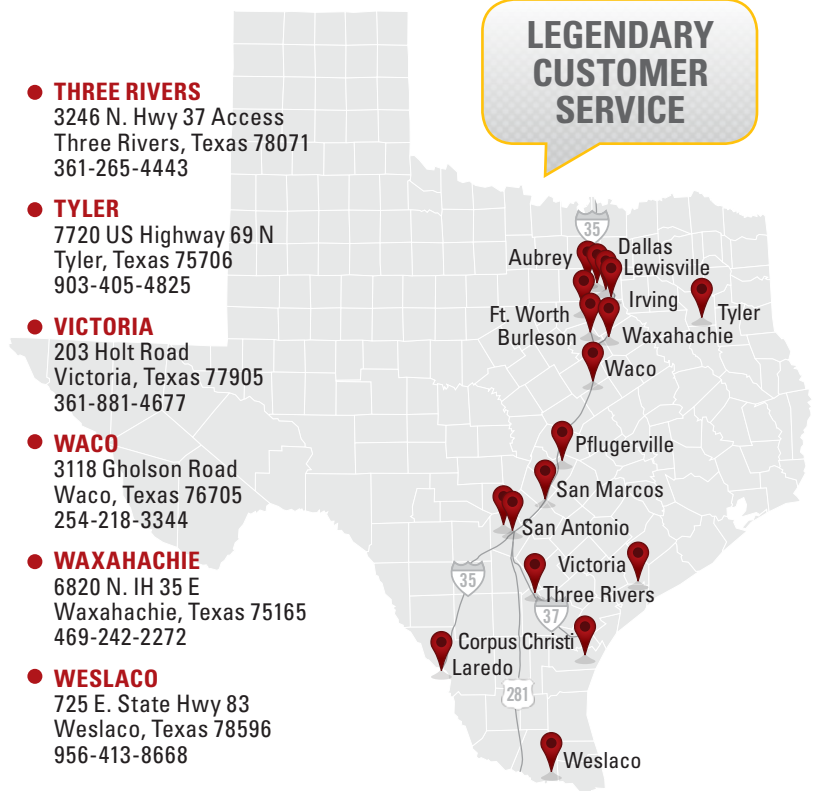 LEGENDARY
CUSTOMER
SERVICE
THREE RIVERS
3246 N. Hwy 37 Access
Three Rivers, Texas 78071
361-265-4443
TYLER
7720 US Highway 69 N
Tyler, Texas 75706
903-405-4825
VICTORIA
203 Holt Road
Victoria, Texas 77905
361-881-4677
WACO
3118 Gholson Road
Waco, Texas 76705
254-218-3344
WAXAHACHIE
6820 N. IH 35 E
Waxahachie, Texas 75165
469-242-2272
WESLACO
725 E. State Hwy 83
Weslaco, Texas 78596
956-413-8668
35
Aubrey
Dallas
Lewisville
Irving
Tyler
Ft. Worth
Burleson
Waxahachie
Waco
Pflugerville
San Marcos
San Antonio
Victoria
35
Three Rivers
37
Corpus Christi
Laredo
281
Weslaco